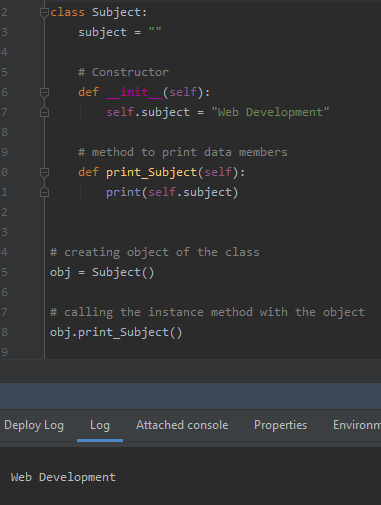 2 class Subject:
3 subject = ""
4
5 # Constructor
6 def __init__(self):
7 self.subject = "Web Development"
8
9 # method to print data members
0 def print_Subject(self):
1 print(self.subject)
2
3
4 # creating object of the class
5 obj = Subject()
6
7 # calling the instance method with the object
8 obj.print_Subject()
9
Deploy Log Log Attached console Properties Environm
Web Development